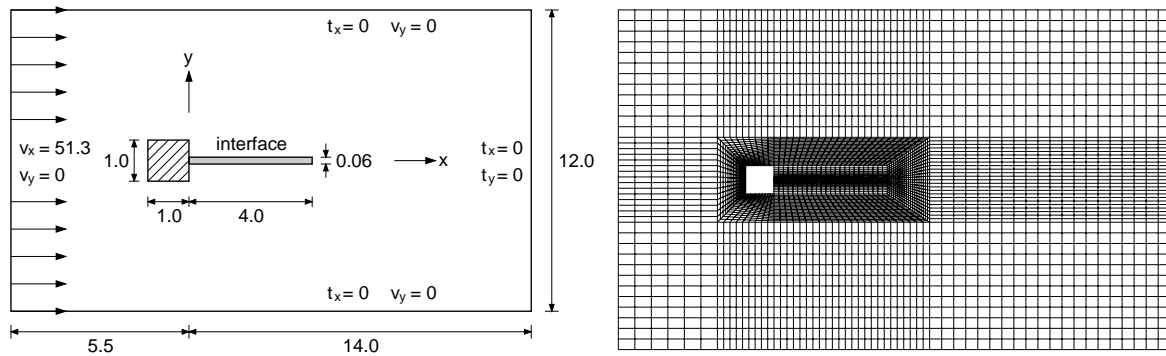 tx= 0 vy= 0
y
interface
vx = 51.3
vy= 0
1.0
0.06
x
tx= 0
ty= 0
12.0
1.0
4.0
tx= 0 vy= 0
5.5
14.0